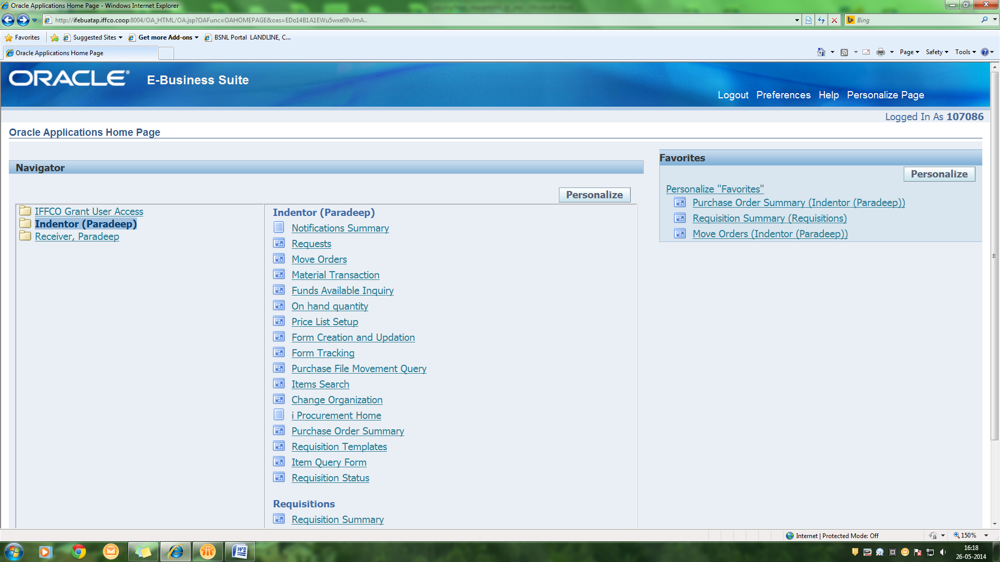 Oracle Applications Home Page - Windows Internet Explorer
http://ifebuatap.iffco.coop:8004/OA_HTML/OA.jsp?OAFunc=OAHOMEPAGE&oas=EDo14B1A1EWu5wxe09vJmA..
Bing
Favorites Suggested Sites Get more Add-ons BSNL Portal LANDLINE, C...
Oracle Applications Home Page
Page Safety Tools
ORACLE® E-Business Suite
Logout Preferences Help Personalize Page
Logged In As 107086
Oracle Applications Home Page
Navigator
Personalize
IFFCO Grant User Access
Indentor (Paradeep)
Receiver, Paradeep
Indentor (Paradeep)
Notifications Summary
Requests
Move Orders
Material Transaction
Funds Available Inquiry
On hand quantity
Price List Setup
Form Creation and Updation
Form Tracking
Purchase File Movement Query
Items Search
Change Organization
i Procurement Home
Purchase Order Summary
Requisition Templates
Item Query Form
Requisition Status
Requisitions
Requisition Summary
Favorites
Personalize
Personalize "Favorites"
Purchase Order Summary (Indentor (Paradeep))
Requisition Summary (Requisitions)
Move Orders (Indentor (Paradeep))
Internet | Protected Mode: Off
150%
16:18
26-05-2014